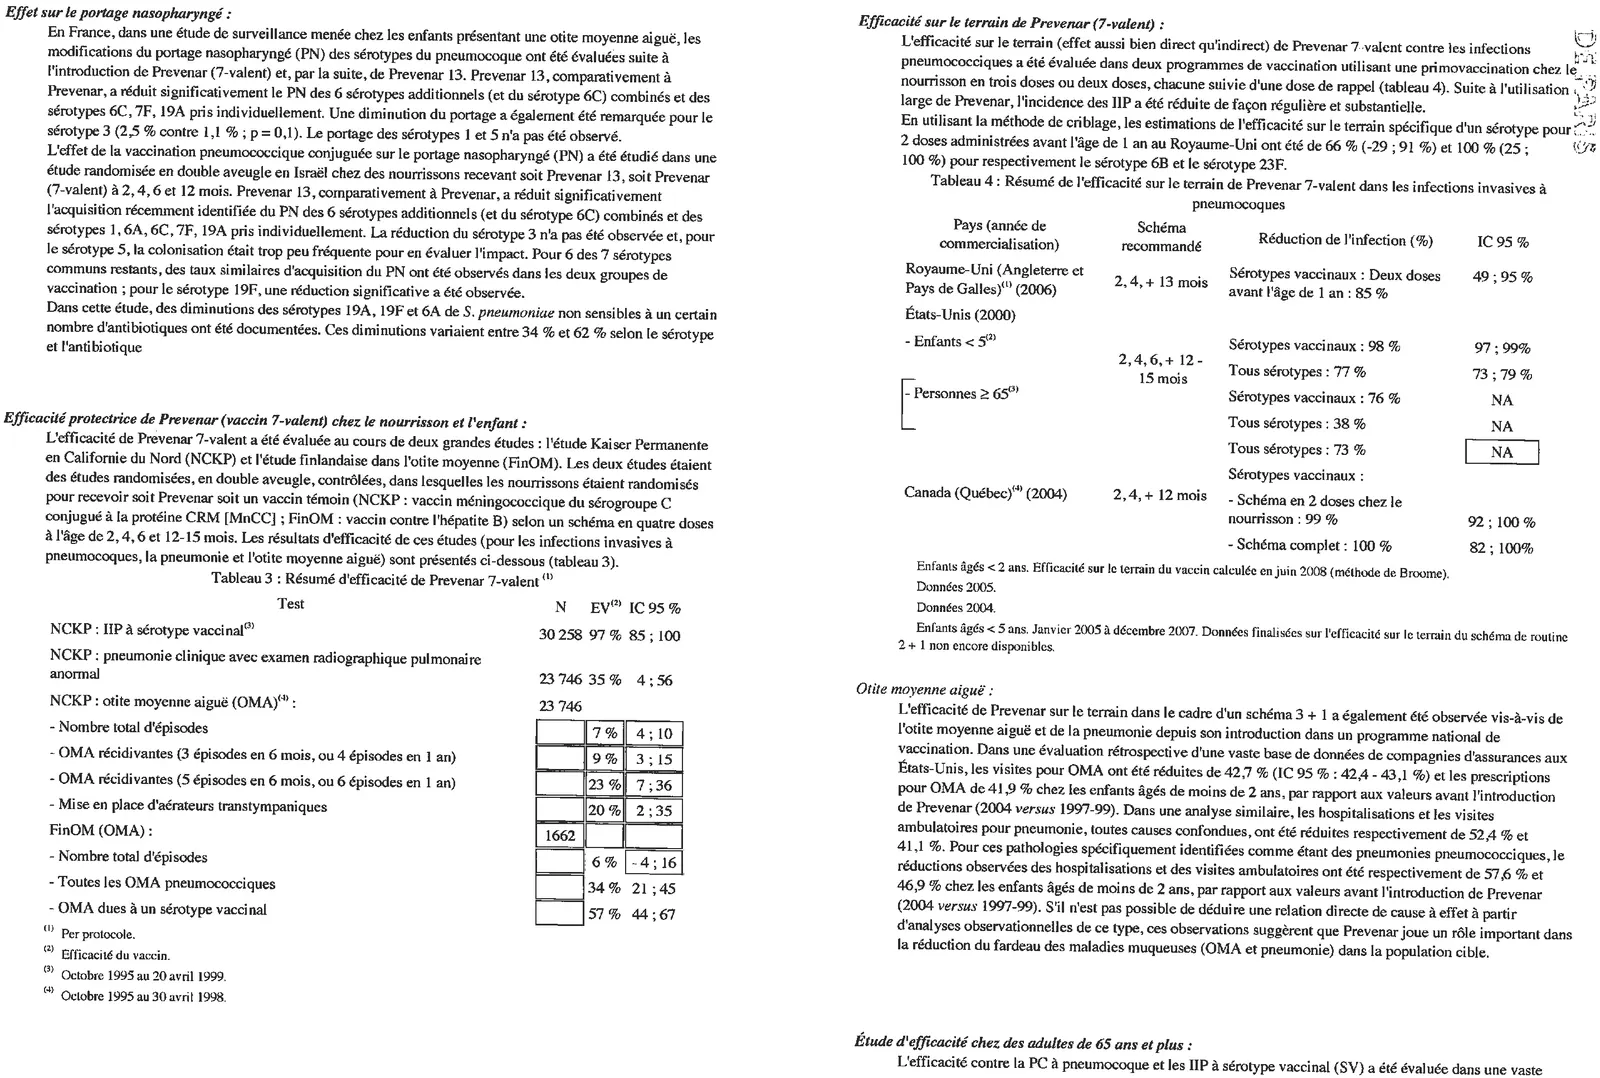 Effet sur le portage nasopharyngé :
En France, dans une étude de surveillance menée chez les enfants présentant une otite moyenne aiguë, les
modifications du portage nasopharyngé (PN) des sérotypes du pneumocoque ont été évaluées suite à
l'introduction de Prevenar (7-valent) et, par la suite, de Prevenar 13. Prevenar 13, comparativement à
Prevenar, a réduit significativement le PN des 6 sérotypes additionnels (et du sérotype 6C) combinés et des
sérotypes 6C, 7F, 19A pris individuellement. Une diminution du portage a également été remarquée pour le
sérotype 3 (2,5 % contre 1,1 % ; p = 0,1). Le portage des sérotypes 1 et 5 n'a pas été observé.
L'effet de la vaccination pneumococcique conjuguée sur le portage nasopharyngé (PN) a été étudié dans une
étude randomisée en double aveugle en Israël chez des nourrissons recevant soit Prevenar 13, soit Prevenar
(7-valent) à 2, 4, 6 et 12 mois. Prevenar 13, comparativement à Prevenar, a réduit significativement
l'acquisition récemment identifiée du PN des 6 sérotypes additionnels (et du sérotype 6C) combinés et des
sérotypes 1, 6A, 6C, 7F, 19A pris individuellement. La réduction du sérotype 3 n'a pas été observée et, pour
le sérotype 5, la colonisation était trop peu fréquente pour en évaluer l'impact. Pour 6 des 7 sérotypes
communs restants, des taux similaires d'acquisition du PN ont été observés dans les deux groupes de
vaccination ; pour le sérotype 19F, une réduction significative a été observée.
Dans cette étude, des diminutions des sérotypes 19A, 19F et 6A de S. pneumoniae non sensibles à un certain
nombre d'antibiotiques ont été documentées. Ces diminutions variaient entre 34 % et 62 % selon le sérotype
et l'antibiotique
Efficacité protectrice de Prevenar (vaccin 7-valent) chez le nourrisson et l'enfant :
L'efficacité de Prevenar 7-valent a été évaluée au cours de deux grandes études : l'étude Kaiser Permanente
en Californie du Nord (NCKP) et l'étude finlandaise dans l'otite moyenne (FinOM). Les deux études étaient
des études randomisées, en double aveugle, contrôlées, dans lesquelles les nourrissons étaient randomisés
pour recevoir soit Prevenar soit un vaccin témoin (NCKP : vaccin méningococcique du sérogroupe C
conjugué à la protéine CRM [MnCC] ; FinOM : vaccin contre l'hépatite B) selon un schéma en quatre doses
à l'âge de 2, 4, 6 et 12-15 mois. Les résultats d'efficacité de ces études (pour les infections invasives à
pneumocoques, la pneumonie et l'otite moyenne aiguë) sont présentés ci-dessous (tableau 3).
Tableau 3 : Résumé d'efficacité de Prevenar 7-valent (1)
Test N EV(2) IC 95 %
NCKP : IIP à sérotype vaccinal(3) 30 258 97 % 85 ; 100
NCKP : pneumonie clinique avec examen radiographique pulmonaire
anormal 23 746 35 % 4 ; 56
NCKP : otite moyenne aiguë (OMA)(4) : 23 746
- Nombre total d'épisodes 7 % 4 ; 10
- OMA récidivantes (3 épisodes en 6 mois, ou 4 épisodes en 1 an) 9 % 3 ; 15
- OMA récidivantes (5 épisodes en 6 mois, ou 6 épisodes en 1 an) 23 % 7 ; 36
- Mise en place d'aérateurs transtympaniques 20 % 2 ; 35
FinOM (OMA) : 1662
- Nombre total d'épisodes 6 % - 4 ; 16
- Toutes les OMA pneumococciques 34 % 21 ; 45
- OMA dues à un sérotype vaccinal 57 % 44 ; 67
(1) Per protocole.
(2) Efficacité du vaccin.
(3) Octobre 1995 au 20 avril 1999.
(4) Octobre 1995 au 30 avril 1998.
Efficacité sur le terrain de Prevenar (7-valent) :
L'efficacité sur le terrain (effet aussi bien direct qu'indirect) de Prevenar 7-valent contre les infections
pneumococciques a été évaluée dans deux programmes de vaccination utilisant une primovaccination chez le
nourrisson en trois doses ou deux doses, chacune suivie d'une dose de rappel (tableau 4). Suite à l'utilisation
large de Prevenar, l'incidence des IIP a été réduite de façon régulière et substantielle.
En utilisant la méthode de criblage, les estimations de l'efficacité sur le terrain spécifique d'un sérotype pour
2 doses administrées avant l'âge de 1 an au Royaume-Uni ont été de 66 % (-29 ; 91 %) et 100 % (25 ;
100 %) pour respectivement le sérotype 6B et le sérotype 23F.
Tableau 4 : Résumé de l'efficacité sur le terrain de Prevenar 7-valent dans les infections invasives à
pneumocoques
Pays (année de Schéma
commercialisation) recommandé Réduction de l'infection (%) IC 95 %
Royaume-Uni (Angleterre et 2, 4, + 13 mois Sérotypes vaccinaux : Deux doses 49 ; 95 %
Pays de Galles)(1) (2006) avant l'âge de 1 an : 85 %
États-Unis (2000)
- Enfants < 5(2) Sérotypes vaccinaux : 98 % 97 ; 99%
2, 4, 6, + 12 - Tous sérotypes : 77 % 73 ; 79 %
15 mois
- Personnes ≥ 65(3) Sérotypes vaccinaux : 76 % NA
Tous sérotypes : 38 % NA
Tous sérotypes : 73 % NA
Sérotypes vaccinaux :
Canada (Québec)(4) (2004) 2, 4, + 12 mois - Schéma en 2 doses chez le
nourrisson : 99 % 92 ; 100 %
- Schéma complet : 100 % 82 ; 100%
Enfants âgés < 2 ans. Efficacité sur le terrain du vaccin calculée en juin 2008 (méthode de Broome).
Données 2005.
Données 2004.
Enfants âgés < 5 ans. Janvier 2005 à décembre 2007. Données finalisées sur l'efficacité sur le terrain du schéma de routine
2 + 1 non encore disponibles.
Otite moyenne aiguë :
L'efficacité de Prevenar sur le terrain dans le cadre d'un schéma 3 + 1 a également été observée vis-à-vis de
l'otite moyenne aiguë et de la pneumonie depuis son introduction dans un programme national de
vaccination. Dans une évaluation rétrospective d'une vaste base de données de compagnies d'assurances aux
États-Unis, les visites pour OMA ont été réduites de 42,7 % (IC 95 % : 42,4 - 43,1 %) et les prescriptions
pour OMA de 41,9 % chez les enfants âgés de moins de 2 ans, par rapport aux valeurs avant l'introduction
de Prevenar (2004 versus 1997-99). Dans une analyse similaire, les hospitalisations et les visites
ambulatoires pour pneumonie, toutes causes confondues, ont été réduites respectivement de 52,4 % et
41,1 %. Pour ces pathologies spécifiquement identifiées comme étant des pneumonies pneumococciques, le
réductions observées des hospitalisations et des visites ambulatoires ont été respectivement de 57,6 % et
46,9 % chez les enfants âgés de moins de 2 ans, par rapport aux valeurs avant l'introduction de Prevenar
(2004 versus 1997-99). S'il n'est pas possible de déduire une relation directe de cause à effet à partir
d'analyses observationnelles de ce type, ces observations suggèrent que Prevenar joue un rôle important dans
la réduction du fardeau des maladies muqueuses (OMA et pneumonie) dans la population cible.
Étude d'efficacité chez des adultes de 65 ans et plus :
L'efficacité contre la PC à pneumocoque et les IIP à sérotype vaccinal (SV) a été évaluée dans une vaste